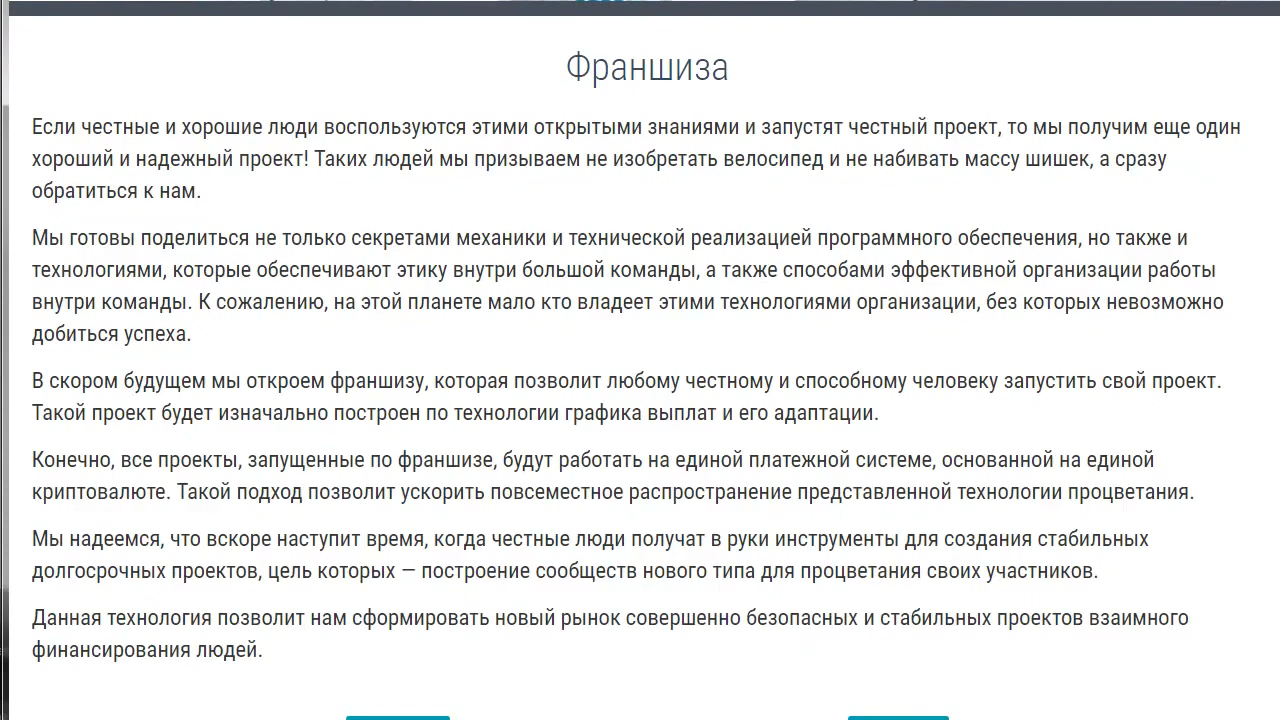 Франшиза
Если честные и хорошие люди воспользуются этими открытыми знаниями и запустят честный проект, то мы получим еще один
хороший и надежный проект! Таких людей мы призываем не изобретать велосипед и не набивать массу шишек, а сразу
обратиться к нам.
Мы готовы поделиться не только секретами механики и технической реализацией программного обеспечения, но также и
технологиями, которые обеспечивают этику внутри большой команды, а также способами эффективной организации работы
внутри команды. К сожалению, на этой планете мало кто владеет этими технологиями организации, без которых невозможно
добиться успеха.
В скором будущем мы откроем франшизу, которая позволит любому честному и способному человеку запустить свой проект.
Такой проект будет изначально построен по технологии графика выплат и его адаптации.
Конечно, все проекты, запущенные по франшизе, будут работать на единой платежной системе, основанной на единой
криптовалюте. Такой подход позволит ускорить повсеместное распространение представленной технологии процветания.
Мы надеемся, что вскоре наступит время, когда честные люди получат в руки инструменты для создания стабильных
долгосрочных проектов, цель которых — построение сообществ нового типа для процветания своих участников.
Данная технология позволит нам сформировать новый рынок совершенно безопасных и стабильных проектов взаимного
финансирования людей.